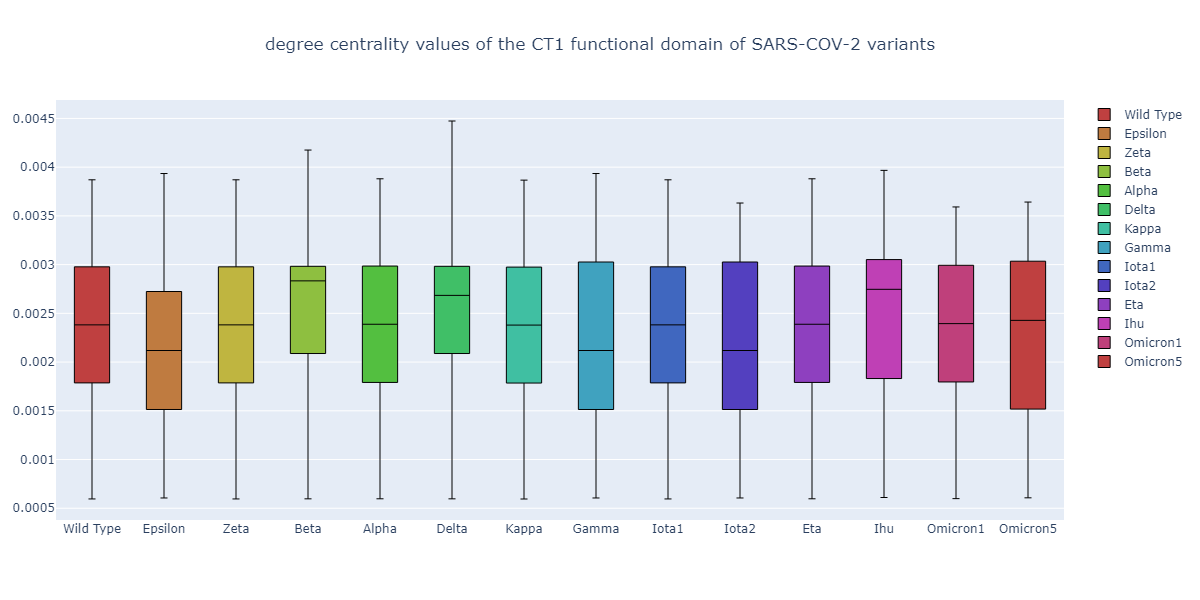 degree centrality values of the CT1 functional domain of SARS-COV-2 variants
0.0045
0.004
0.0035
0.003
0.0025
0.002
0.0015
0.001
0.0005
Wild Type Epsilon Zeta Beta Alpha Delta Kappa Gamma Iota1 Iota2 Eta Ihu Omicron1 Omicron5
Wild Type
Epsilon
Zeta
Beta
Alpha
Delta
Kappa
Gamma
Iota1
Iota2
Eta
Ihu
Omicron1
Omicron5